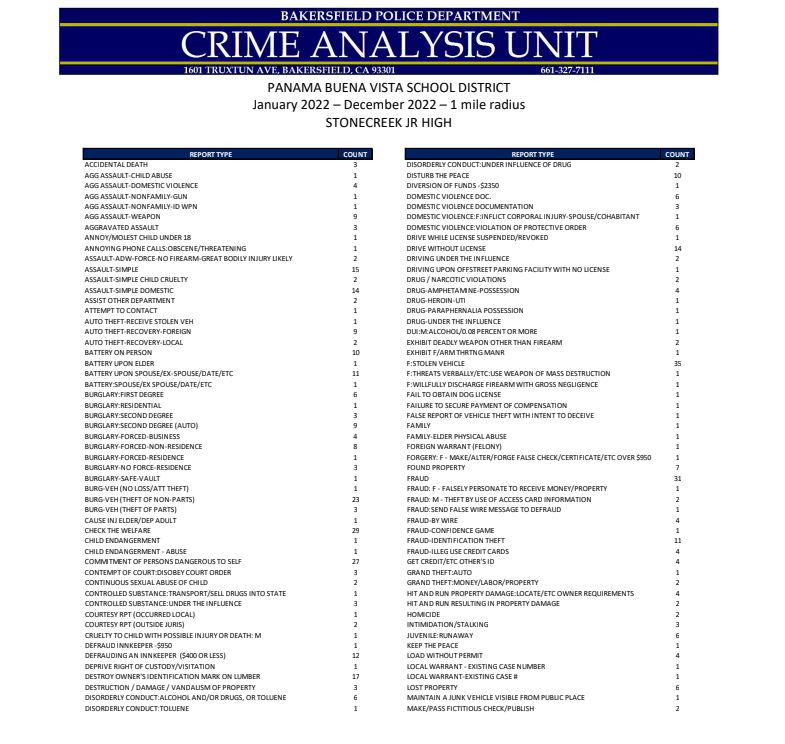 BAKERSFIELD POLICE DEPARTMENT
CRIME ANALYSIS UNIT
1601 TRUXTUN AVE, BAKERSFIELD, CA 93301 661-327-7111
PANAMA BUENA VISTA SCHOOL DISTRICT
January 2022 – December 2022 – 1 mile radius
STONECREEK JR HIGH
REPORT TYPE COUNT
ACCIDENTAL DEATH 3
AGG ASSAULT-CHILD ABUSE 1
AGG ASSAULT-DOMESTIC VIOLENCE 4
AGG ASSAULT-NONFAMILY-GUN 1
AGG ASSAULT-NONFAMILY-ID WPN 1
AGG ASSAULT-WEAPON 9
AGGRAVATED ASSAULT 3
ANNOY/MOLEST CHILD UNDER 18 1
ANNOYING PHONE CALLS:OBSCENE/THREATENING 1
ASSAULT-ADW-FORCE-NO FIREARM-GREAT BODILY INJURY LIKELY 2
ASSAULT-SIMPLE 15
ASSAULT-SIMPLE CHILD CRUELTY 2
ASSAULT-SIMPLE DOMESTIC 14
ASSIST OTHER DEPARTMENT 2
ATTEMPT TO CONTACT 1
AUTO THEFT-RECEIVE STOLEN VEH 1
AUTO THEFT-RECOVERY-FOREIGN 9
AUTO THEFT-RECOVERY-LOCAL 2
BATTERY ON PERSON 10
BATTERY UPON ELDER 1
BATTERY UPON SPOUSE/EX-SPOUSE/DATE/ETC 11
BATTERY:SPOUSE/EX SPOUSE/DATE/ETC 1
BURGLARY:FIRST DEGREE 6
BURGLARY:RESIDENTIAL 1
BURGLARY:SECOND DEGREE 3
BURGLARY:SECOND DEGREE (AUTO) 9
BURGLARY-FORCED-BUSINESS 4
BURGLARY-FORCED-NON-RESIDENCE 8
BURGLARY-FORCED-RESIDENCE 1
BURGLARY-NO FORCE-RESIDENCE 3
BURGLARY-SAFE-VAULT 1
BURG-VEH (NO LOSS/ATT THEFT) 1
BURG-VEH (THEFT OF NON-PARTS) 23
BURG-VEH (THEFT OF PARTS) 3
CAUSE INJ ELDER/DEP ADULT 1
CHECK THE WELFARE 29
CHILD ENDANGERMENT 1
CHILD ENDANGERMENT - ABUSE 1
COMMITMENT OF PERSONS DANGEROUS TO SELF 27
CONTEMPT OF COURT:DISOBEY COURT ORDER 3
CONTINUOUS SEXUAL ABUSE OF CHILD 2
CONTROLLED SUBSTANCE:TRANSPORT/SELL DRUGS INTO STATE 1
CONTROLLED SUBSTANCE:UNDER THE INFLUENCE 3
COURTESY RPT (OCCURRED LOCAL) 1
COURTESY RPT (OUTSIDE JURIS) 2
CRUELTY TO CHILD WITH POSSIBLE INJURY OR DEATH: M 1
DEFRAUD INNKEEPER -$950 1
DEFRAUDING AN INNKEEPER ($400 OR LESS) 12
DEPRIVE RIGHT OF CUSTODY/VISITATION 1
DESTROY OWNER'S IDENTIFICATION MARK ON LUMBER 17
DESTRUCTION / DAMAGE / VANDALISM OF PROPERTY 3
DISORDERLY CONDUCT:ALCOHOL AND/OR DRUGS, OR TOLUENE 6
DISORDERLY CONDUCT:TOLUENE 1
REPORT TYPE COUNT
DISORDERLY CONDUCT:UNDER INFLUENCE OF DRUG 2
DISTURB THE PEACE 10
DIVERSION OF FUNDS -$2350 1
DOMESTIC VIOLENCE DOC. 6
DOMESTIC VIOLENCE DOCUMENTATION 3
DOMESTIC VIOLENCE:F:INFLICT CORPORAL INJURY-SPOUSE/COHABITANT 1
DOMESTIC VIOLENCE:VIOLATION OF PROTECTIVE ORDER 6
DRIVE WHILE LICENSE SUSPENDED/REVOKED 1
DRIVE WITHOUT LICENSE 14
DRIVING UNDER THE INFLUENCE 2
DRIVING UPON OFFSTREET PARKING FACILITY WITH NO LICENSE 1
DRUG / NARCOTIC VIOLATIONS 2
DRUG-AMPHETAMINE-POSSESSION 4
DRUG-HEROIN-UTI 1
DRUG-PARAPHERNALIA POSSESSION 1
DRUG-UNDER THE INFLUENCE 1
DUI:M:ALCOHOL/0.08 PERCENT OR MORE 1
EXHIBIT DEADLY WEAPON OTHER THAN FIREARM 2
EXHIBIT F/ARM THRTNG MANR 1
F:STOLEN VEHICLE 35
F:THREATS VERBALLY/ETC:USE WEAPON OF MASS DESTRUCTION 1
F:WILLFULLY DISCHARGE FIREARM WITH GROSS NEGLIGENCE 1
FAIL TO OBTAIN DOG LICENSE 1
FAILURE TO SECURE PAYMENT OF COMPENSATION 1
FALSE REPORT OF VEHICLE THEFT WITH INTENT TO DECEIVE 1
FAMILY 1
FAMILY-ELDER PHYSICAL ABUSE 1
FOREIGN WARRANT (FELONY) 1
FORGERY: F - MAKE/ALTER/FORGE FALSE CHECK/CERTIFICATE/ETC OVER $950 1
FOUND PROPERTY 7
FRAUD 31
FRAUD: F - FALSELY PERSONATE TO RECEIVE MONEY/PROPERTY 1
FRAUD: M - THEFT BY USE OF ACCESS CARD INFORMATION 2
FRAUD:SEND FALSE WIRE MESSAGE TO DEFRAUD 1
FRAUD-BY WIRE 4
FRAUD-CONFIDENCE GAME 1
FRAUD-IDENTIFICATION THEFT 11
FRAUD-ILLEG USE CREDIT CARDS 4
GET CREDIT/ETC OTHER'S ID 4
GRAND THEFT:AUTO 1
GRAND THEFT:MONEY/LABOR/PROPERTY 2
HIT AND RUN PROPERTY DAMAGE:LOCATE/ETC OWNER REQUIREMENTS 4
HIT AND RUN RESULTING IN PROPERTY DAMAGE 2
HOMICIDE 2
INTIMIDATION/STALKING 3
JUVENILE:RUNAWAY 6
KEEP THE PEACE 1
LOAD WITHOUT PERMIT 4
LOCAL WARRANT - EXISTING CASE NUMBER 1
LOCAL WARRANT-EXISTING CASE # 1
LOST PROPERTY 6
MAINTAIN A JUNK VEHICLE VISIBLE FROM PUBLIC PLACE 1
MAKE/PASS FICTITIOUS CHECK/PUBLISH 2